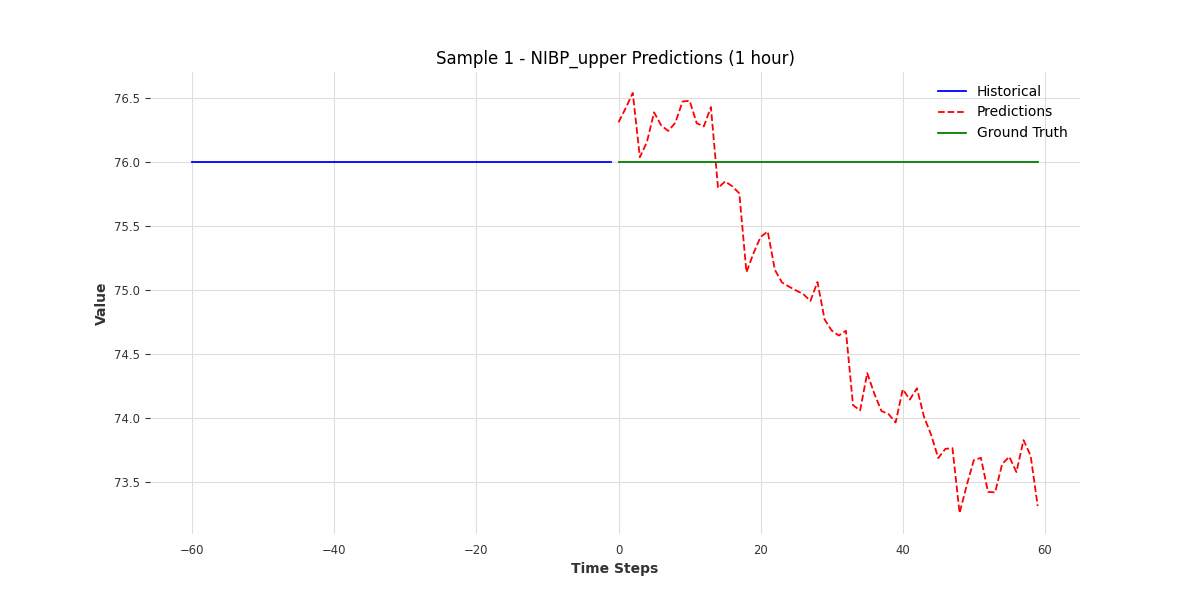 Sample 1 - NIBP_upper Predictions (1 hour)
Historical
Predictions
Ground Truth
76.5
76.0
75.5
75.0
74.5
74.0
73.5
Value
−60
−40
−20
0
20
40
60
Time Steps